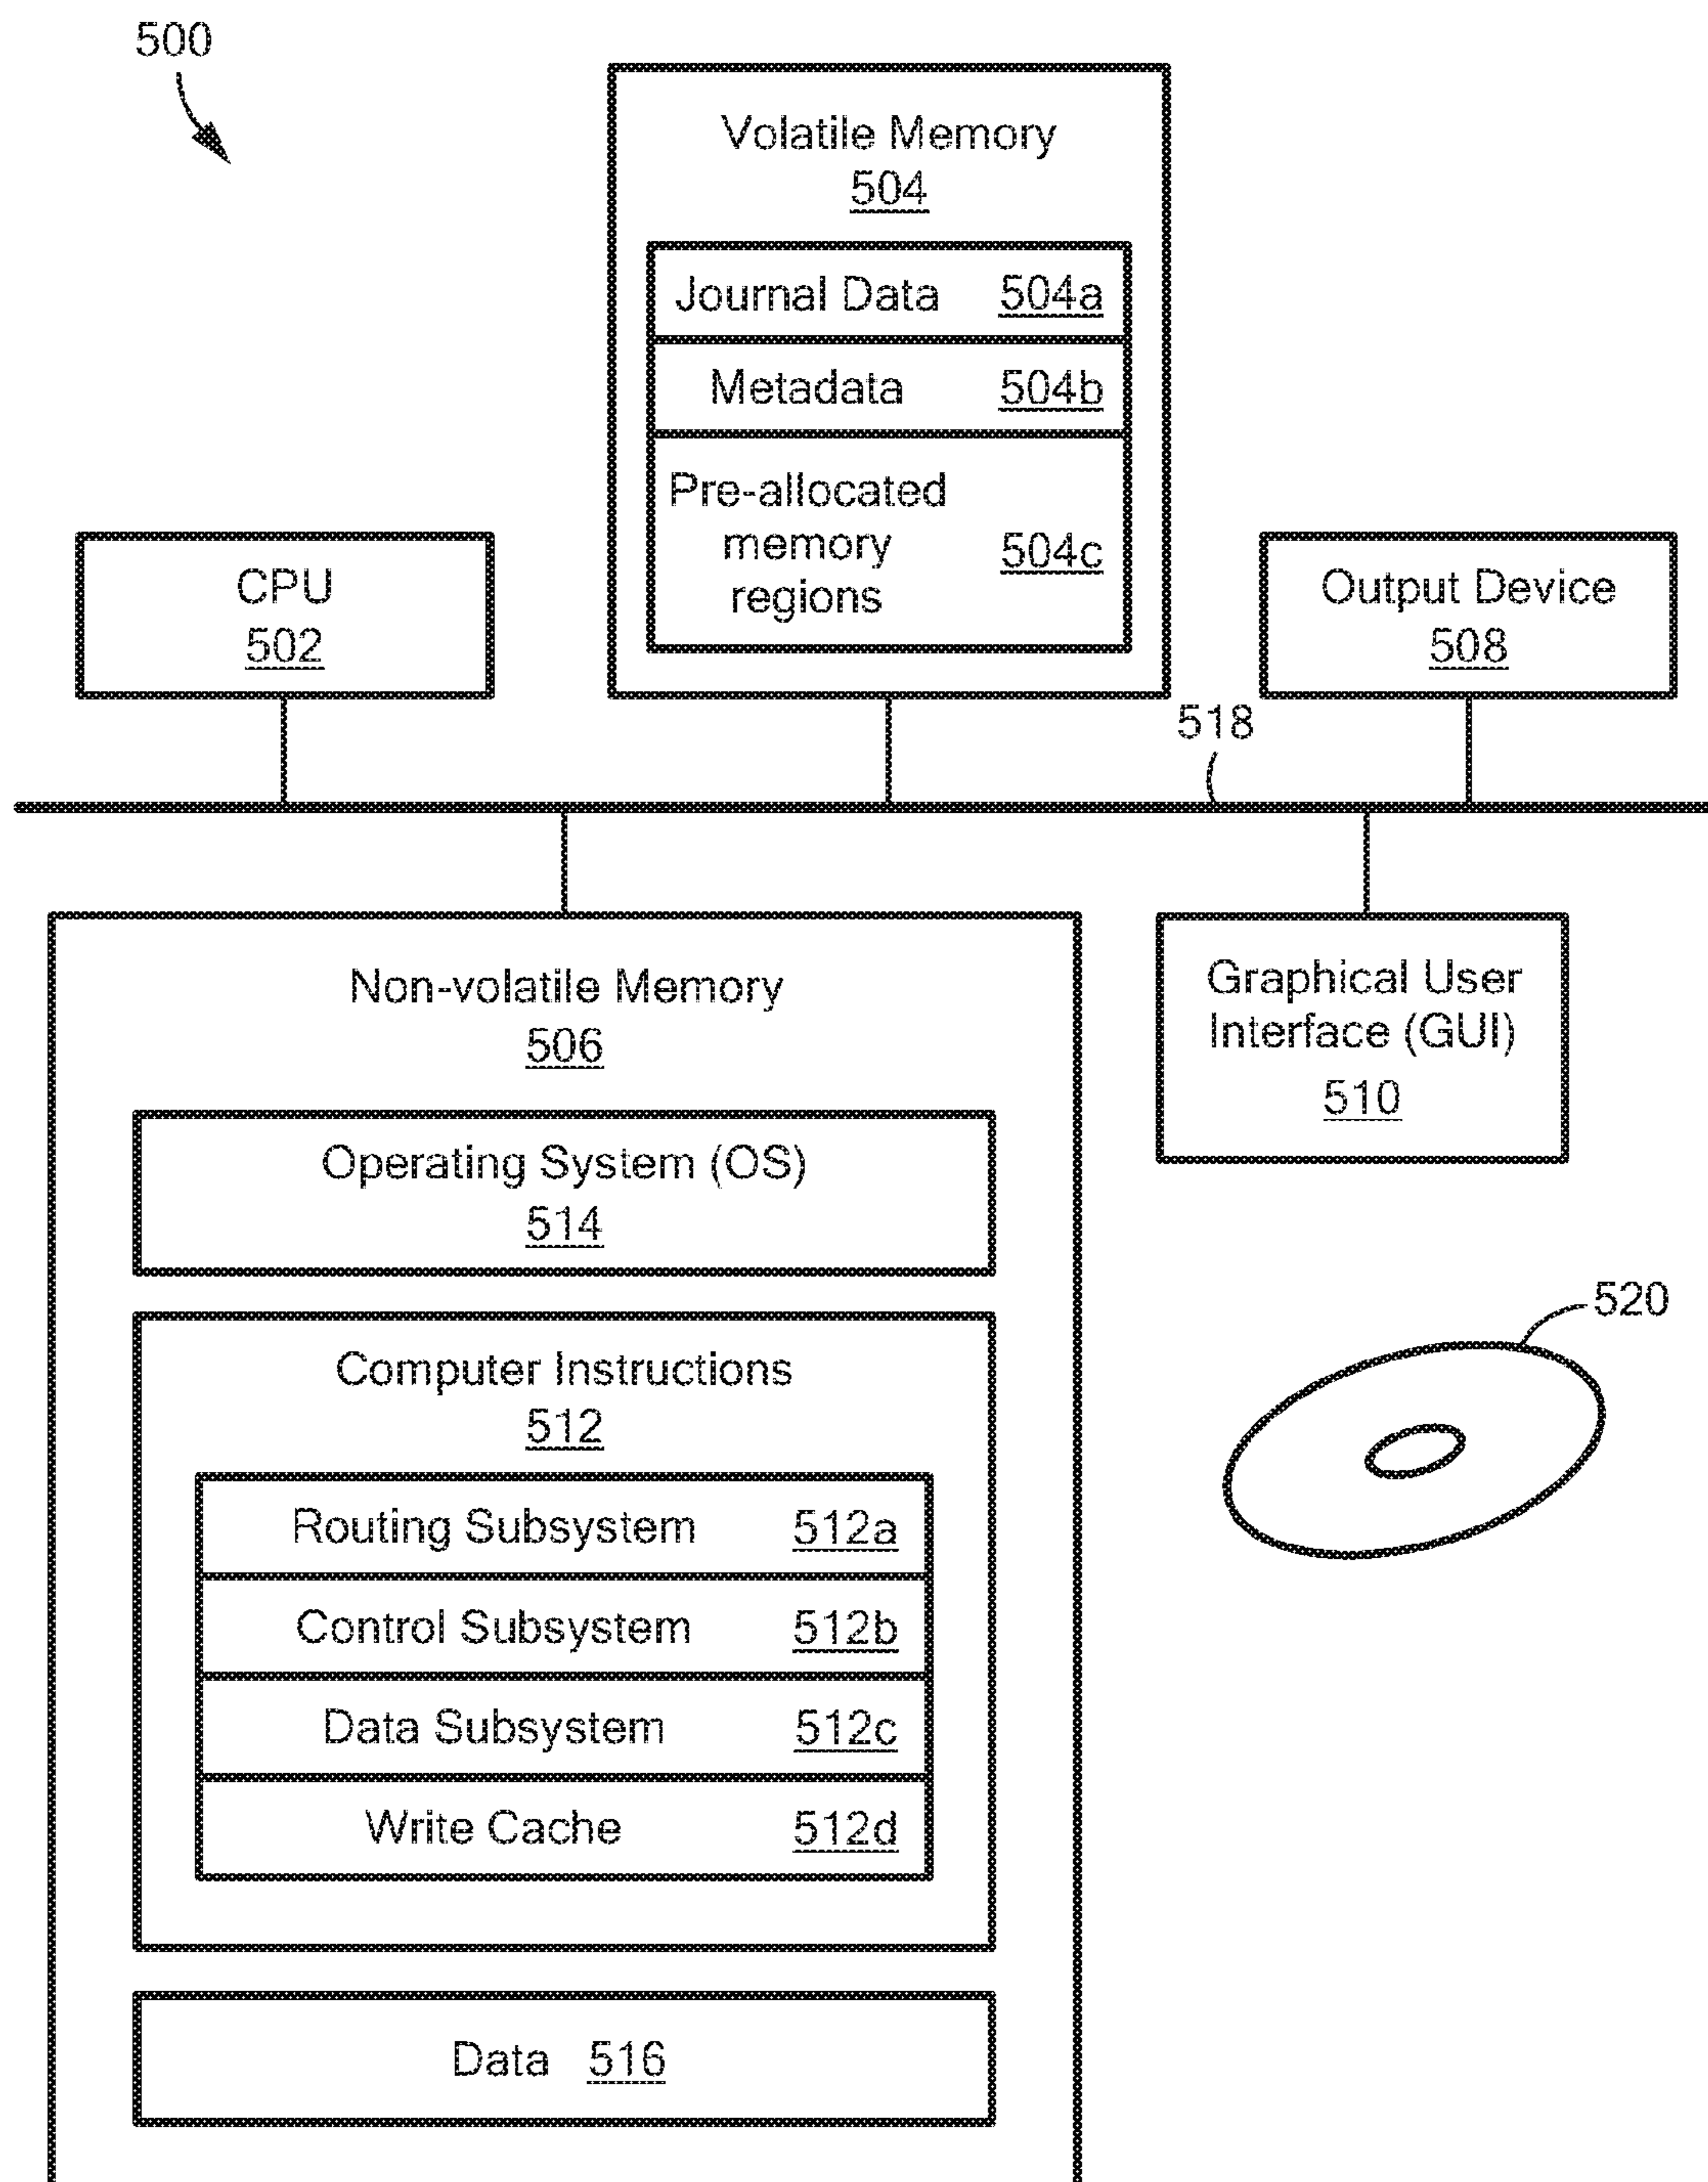 500
Volatile Memory
504
Journal Data 504a
Metadata 504b
Pre-allocated
memory 504c
regions
CPU
502
Output Device
508
518
Non-volatile Memory
506
Graphical User
Interface (GUI)
510
Operating System (OS)
514
520
Computer Instructions
512
Routing Subsystem 512a
Control Subsystem 512b
Data Subsystem 512c
Write Cache 512d
Data 516